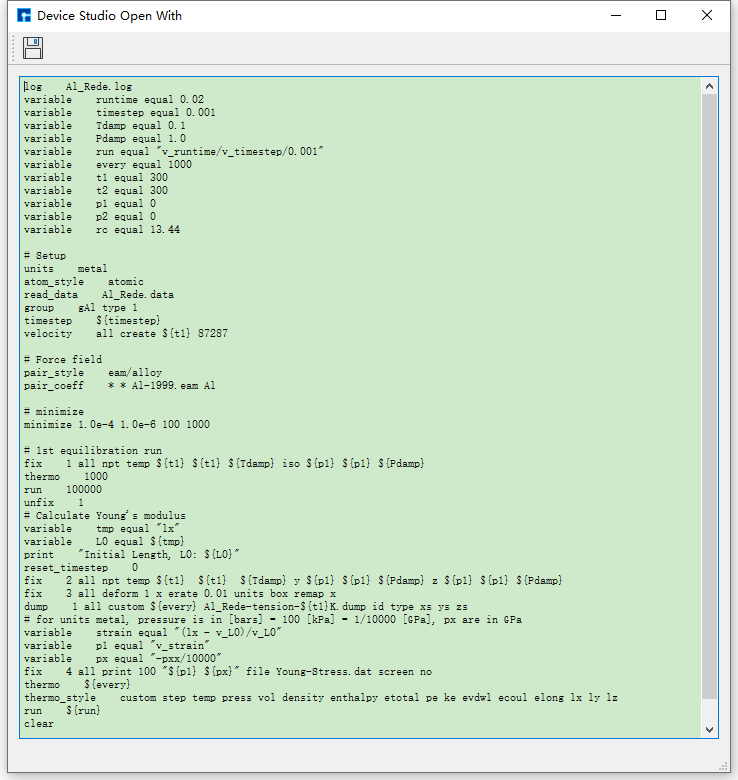 Device Studio Open With
log    Al_Rede.log
variable    runtime equal 0.02
variable    timestep equal 0.001
variable    Tdamp equal 0.1
variable    Pdamp equal 1.0
variable    run equal "v_runtime/v_timestep/0.001"
variable    every equal 1000
variable    t1 equal 300
variable    t2 equal 300
variable    p1 equal 0
variable    p2 equal 0
variable    rc equal 13.44
# Setup
units    metal
atom_style    atomic
read_data    Al_Rede.data
group    gAl type 1
timestep    ${timestep}
velocity    all create ${t1} 87287
# Force field
pair_style    eam/alloy
pair_coeff    * * Al-1999.eam Al
# minimize
minimize 1.0e-4 1.0e-6 100 1000
# 1st equilibration run
fix    1 all npt temp ${t1} ${t1} ${Tdamp} iso ${p1} ${p1} ${Pdamp}
thermo    1000
run    100000
unfix    1
# Calculate Young's modulus
variable    tmp equal "lx"
variable    L0 equal ${tmp}
print    "Initial Length, L0: ${L0}"
reset_timestep    0
fix    2 all npt temp ${t1}  ${t1}  ${Tdamp} y ${p1} ${p1} ${Pdamp} z ${p1} ${p1} ${Pdamp}
fix    3 all deform 1 x erate 0.01 units box remap x
dump    1 all custom ${every} Al_Rede-tension-${t1}K.dump id type xs ys zs
# for units metal, pressure is in [bars] = 100 [kPa] = 1/10000 [GPa], px are in GPa
variable    strain equal "(lx - v_L0)/v_L0"
variable    p1 equal "v_strain"
variable    px equal "-pxx/10000"
fix    4 all print 100 "${p1} ${px}" file Young-Stress.dat screen no
thermo    ${every}
thermo_style    custom step temp press vol density enthalpy etotal pe ke evdwl ecoul elong lx ly lz
run    ${run}
clear